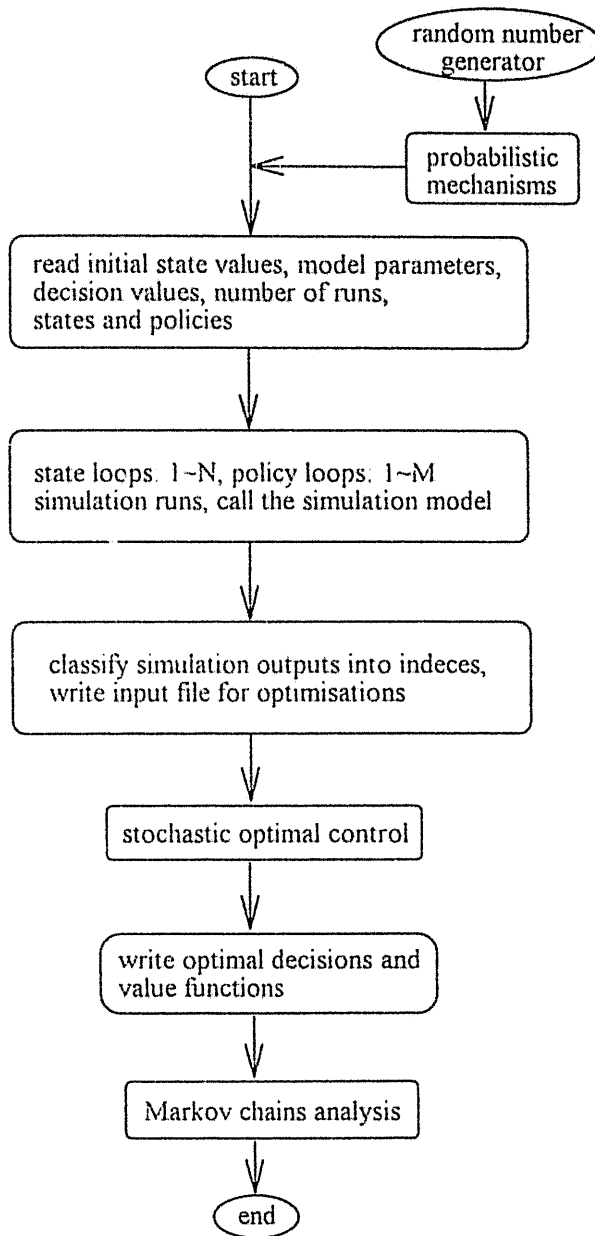 random number
generator
start
probabilistic
mechanisms
read initial state values, model parameters,
decision values, number of runs,
states and policies
state loops: 1~N, policy loops: 1~M
simulation runs, call the simulation model
classify simulation outputs into indeces,
write input file for optimisations
stochastic optimal control
write optimal decisions and
value functions
Markov chains analysis
end